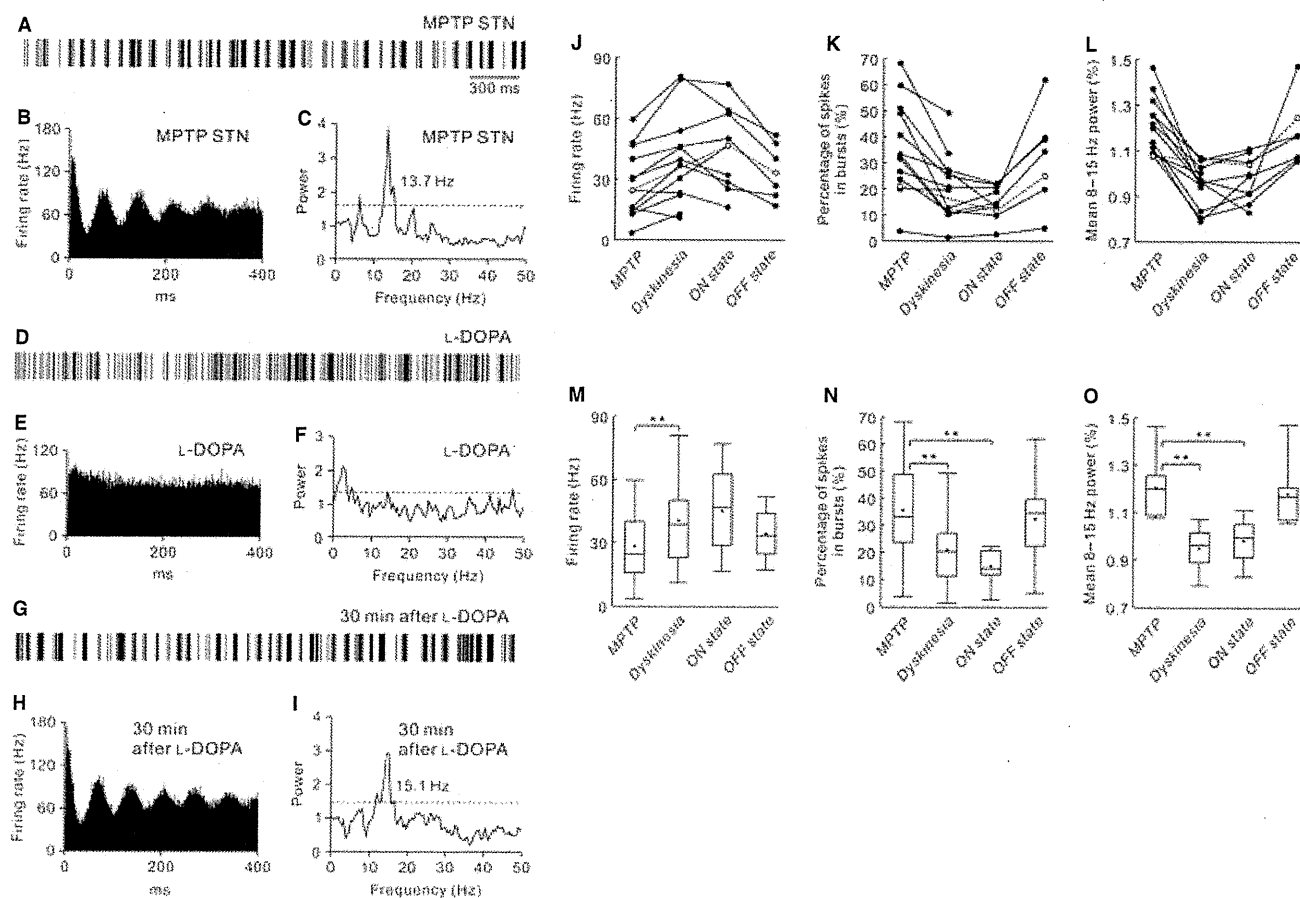 A
MPTP STN
300 ms
B
180
120
60
0
Firing rate (Hz)
MPTP STN
0
200
400
ms
C
4
3
2
1
0
Power
MPTP STN
13.7 Hz
0
10
20
30
40
50
Frequency (Hz)
D
L-DOPA
E
120
60
0
Firing rate (Hz)
L-DOPA
0
200
400
ms
F
3
2
1
0
Power
L-DOPA
0
10
20
30
40
50
Frequency (Hz)
G
30 min after L-DOPA
H
180
120
60
0
Firing rate (Hz)
30 min
after L-DOPA
0
200
400
ms
I
4
3
2
1
0
Power
30 min
after L-DOPA
15.1 Hz
0
10
20
30
40
50
Frequency (Hz)
J
90
60
30
0
Firing rate (Hz)
MPTP
Dyskinesia
ON state
OFF state
K
70
60
50
40
30
20
10
0
Percentage of spikes
in bursts (%)
MPTP
Dyskinesia
ON state
OFF state
L
1.5
1.3
1.1
0.9
0.7
Mean 8–15 Hz power (%)
MPTP
Dyskinesia
ON state
OFF state
M
90
60
30
0
Firing rate (Hz)
**
MPTP
Dyskinesia
ON state
OFF state
N
70
60
50
40
30
20
10
0
Percentage of spikes
in bursts (%)
**
**
MPTP
Dyskinesia
ON state
OFF state
O
1.5
1.3
1.1
0.9
0.7
Mean 8–15 Hz power (%)
**
**
MPTP
Dyskinesia
ON state
OFF state